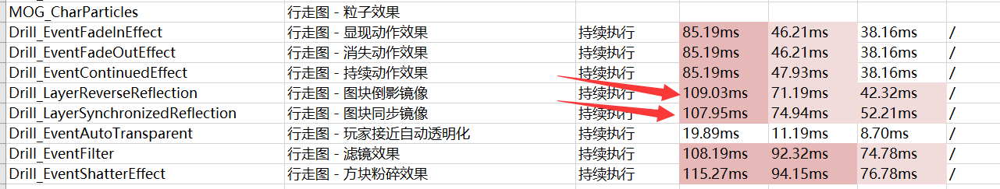 MOG_CharParticles 行走图 - 粒子效果
Drill_EventFadeInEffect 行走图 - 显现动作效果 持续执行 85.19ms 46.21ms 38.16ms /
Drill_EventFadeOutEffect 行走图 - 消失动作效果 持续执行 85.19ms 46.21ms 38.16ms /
Drill_EventContinuedEffect 行走图 - 持续动作效果 持续执行 85.19ms 47.93ms 38.16ms /
Drill_LayerReverseReflection 行走图 - 图块倒影镜像 持续执行 109.03ms 71.19ms 42.32ms /
Drill_LayerSynchronizedReflection 行走图 - 图块同步镜像 持续执行 107.95ms 74.94ms 52.21ms /
Drill_EventAutoTransparent 行走图 - 玩家接近自动透明化 持续执行 19.89ms 11.19ms 8.70ms /
Drill_EventFilter 行走图 - 滤镜效果 持续执行 108.19ms 92.32ms 74.78ms /
Drill_EventShatterEffect 行走图 - 方块粉碎效果 持续执行 115.27ms 94.15ms 76.78ms /